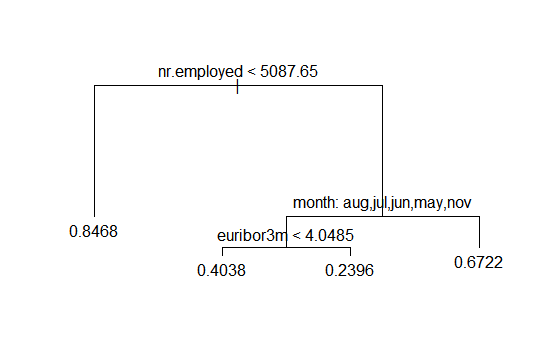 nr.employed < 5087.65
month: aug,jul,jun,may,nov
0.8468
euribor3m < 4.0485
0.4038
0.2396
0.6722